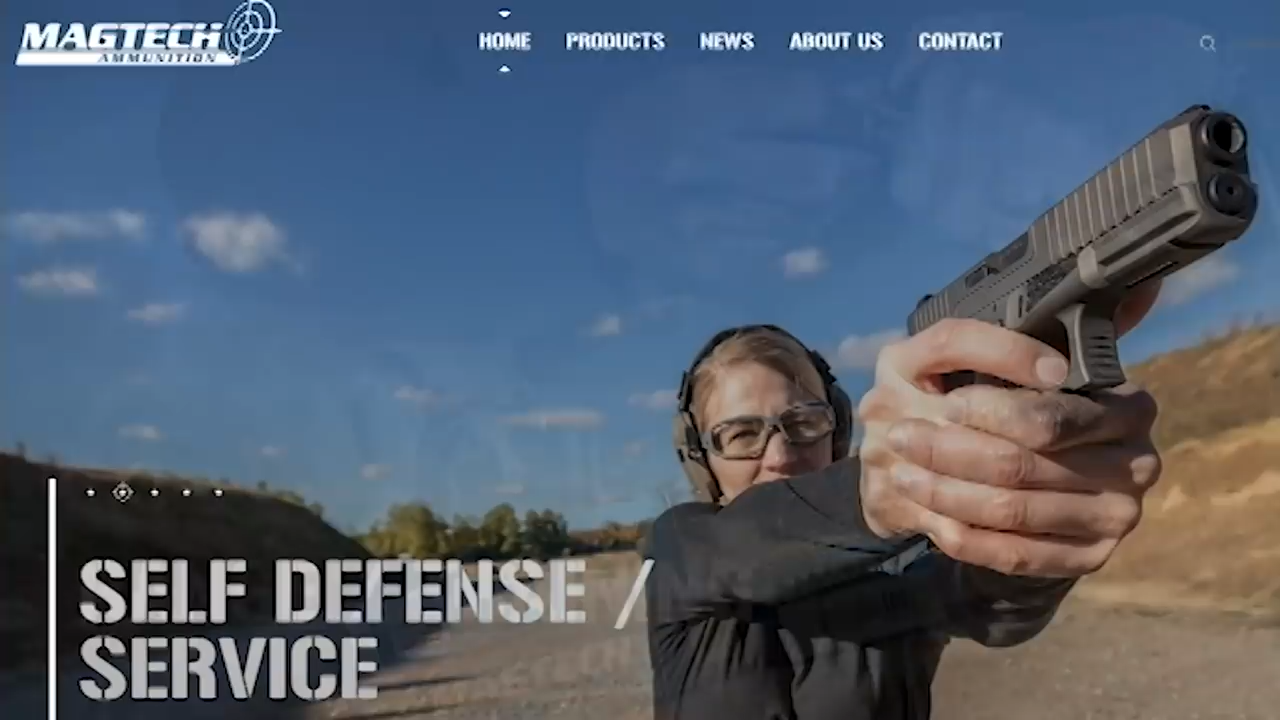 MAGTECH
AMMUNITION
HOME PRODUCTS NEWS ABOUT US CONTACT
SELF DEFENSE /
SERVICE